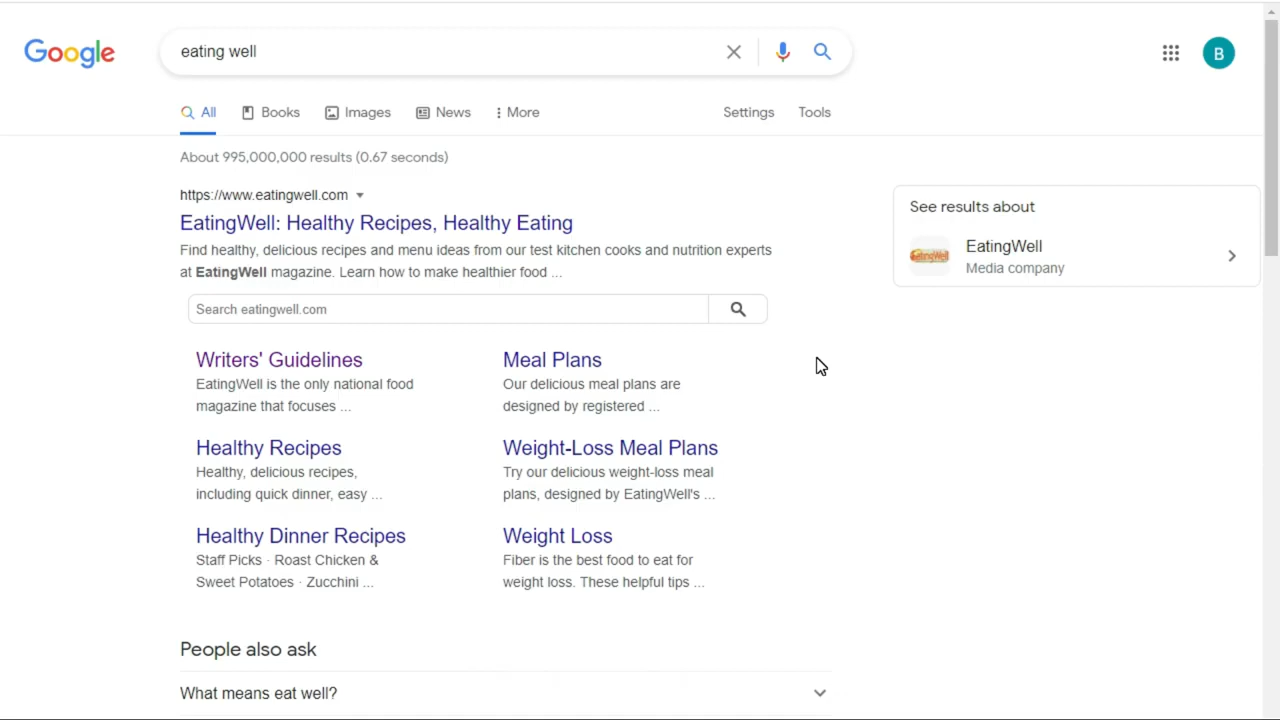 Google
eating well
B
All
Books
Images
News
More
Settings
Tools
About 995,000,000 results (0.67 seconds)
https://www.eatingwell.com
EatingWell: Healthy Recipes, Healthy Eating
Find healthy, delicious recipes and menu ideas from our test kitchen cooks and nutrition experts
at EatingWell magazine. Learn how to make healthier food ...
Search eatingwell.com
Writers' Guidelines
EatingWell is the only national food
magazine that focuses ...
Meal Plans
Our delicious meal plans are
designed by registered ...
Healthy Recipes
Healthy, delicious recipes,
including quick dinner, easy ...
Weight-Loss Meal Plans
Try our delicious weight-loss meal
plans, designed by EatingWell's ...
Healthy Dinner Recipes
Staff Picks · Roast Chicken &
Sweet Potatoes · Zucchini ...
Weight Loss
Fiber is the best food to eat for
weight loss. These helpful tips ...
People also ask
What means eat well?
See results about
EatingWell
EatingWell
Media company